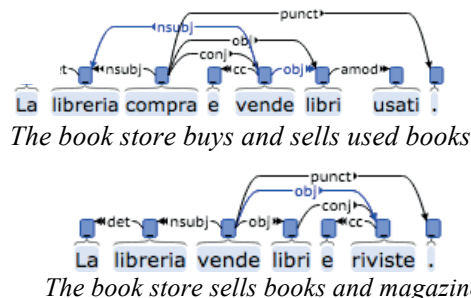 punct
nsubj obj
conj
et nsubj cc obj amod
La libreria compra e vende libri usati .
The book store buys and sells used books
punct
obj
conj
det nsubj obj cc
La libreria vende libri e riviste .
The book store sells books and magazin